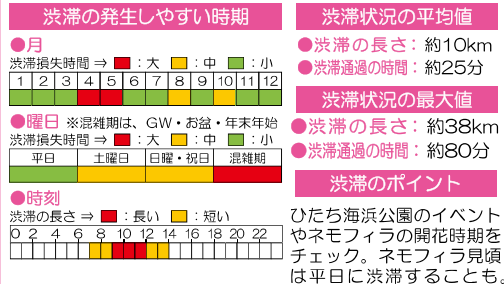 渋滞の発生しやすい時期
●月
渋滞損失時間 ⇒ ：大 ：中 ：小
1 2 3 4 5 6 7 8 9 10 11 12
●曜日 ※混雑期は、GW・お盆・年末年始
渋滞損失時間 ⇒ ：大 ：中 ：小
平日 土曜日 日曜・祝日 混雑期
●時刻
渋滞の長さ ⇒ ：長い ：短い
0 2 4 6 8 10 12 14 16 18 20 22
渋滞状況の平均値
●渋滞の長さ：約10km
●渋滞通過の時間：約25分
渋滞状況の最大値
●渋滞の長さ：約38km
●渋滞通過の時間：約80分
渋滞のポイント
ひたち海浜公園のイベント
やネモフィラの開花時期を
チェック。ネモフィラ見頃
は平日に渋滞することも。